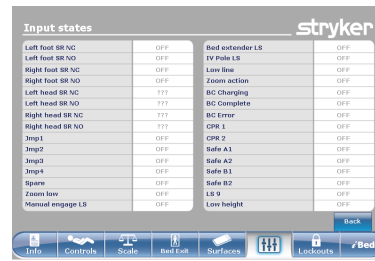 Input states
stryker
Left foot SR NC OFF Bed extender LS OFF
Left foot SR NO OFF IV Pole LS OFF
Right foot SR NC OFF Low line OFF
Right foot SR NO OFF Zoom action OFF
Left head SR NC ??? BC Charging OFF
Left head SR NO ??? BC Complete OFF
Right head SR NC ??? BC Error OFF
Right head SR NO ??? CPR 1 OFF
Jmp1 OFF CPR 2 OFF
Jmp2 OFF Safe A1 OFF
Jmp3 OFF Safe A2 OFF
Jmp4 OFF Safe B1 OFF
Spare OFF Safe B2 OFF
Zoom low OFF LS 9 OFF
Manual engage LS OFF Low height OFF
Back
Info Controls Scale Bed Exit Surfaces Lockouts iBed